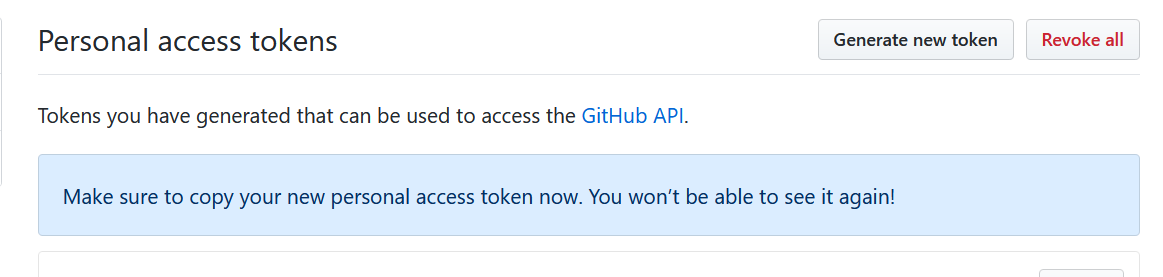 Personal access tokens
Generate new token
Revoke all
Tokens you have generated that can be used to access the GitHub API.
Make sure to copy your new personal access token now. You won’t be able to see it again!